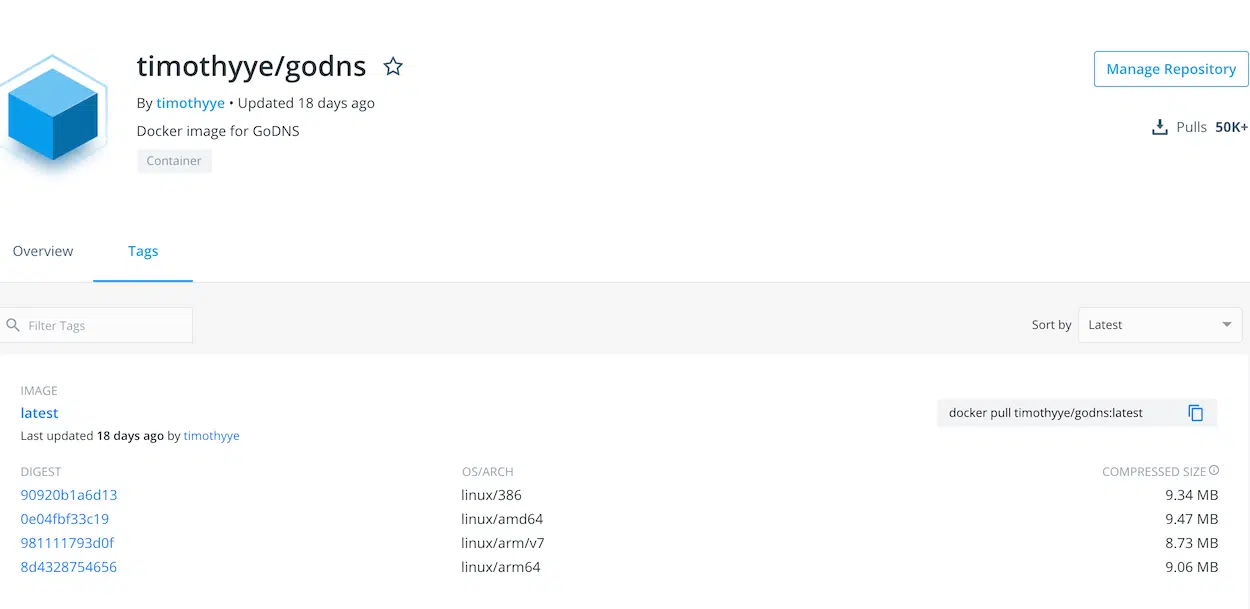 timothyye/godns
Manage Repository
By timothyye • Updated 18 days ago
Docker image for GoDNS
Pulls 50K+
Container
Overview Tags
Filter Tags
Sort by Latest
IMAGE
latest
docker pull timothyye/godns:latest
Last updated 18 days ago by timothyye
DIGEST OS/ARCH COMPRESSED SIZE
90920b1a6d13 linux/386 9.34 MB
0e04fbf33c19 linux/amd64 9.47 MB
981111793d0f linux/arm/v7 8.73 MB
8d4328754656 linux/arm64 9.06 MB